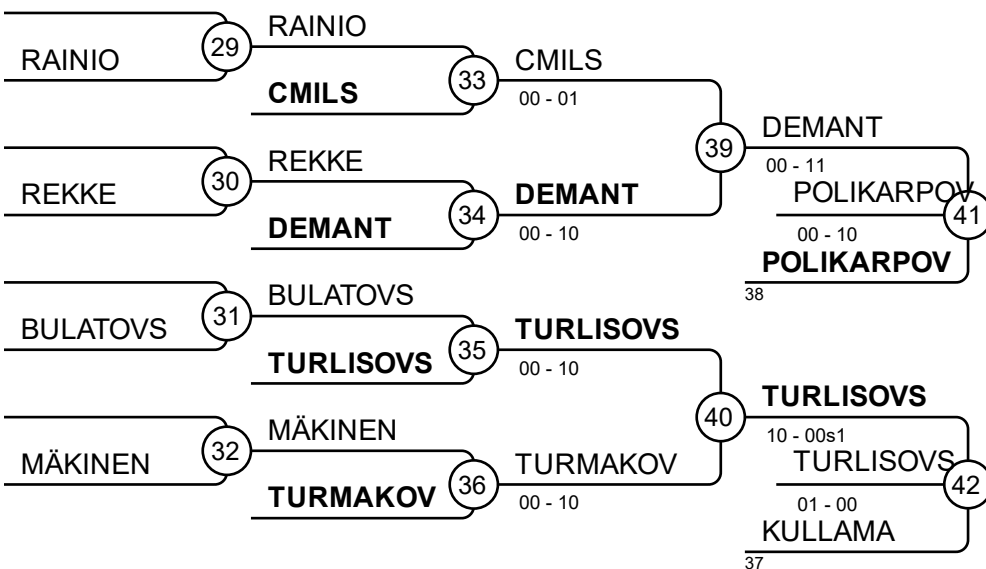 RAINIO
29
RAINIO
CMILS
33
CMILS
00 - 01
REKKE
30
REKKE
DEMANT
34
DEMANT
00 - 10
39
DEMANT
00 - 11
POLIKARPOV
00 - 10
POLIKARPOV
38
41
BULATOVS
31
BULATOVS
TURLISOVS
35
TURLISOVS
00 - 10
MÄKINEN
32
MÄKINEN
TURMAKOV
36
TURMAKOV
00 - 10
40
TURLISOVS
10 - 00s1
TURLISOVS
01 - 00
KULLAMA
37
42